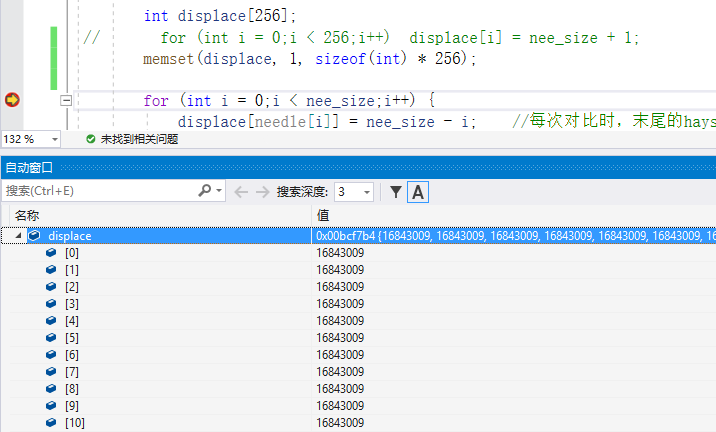 int displace[256];
// for (int i = 0;i < 256;i++) displace[i] = nee_size + 1;
memset(displace, 1, sizeof(int) * 256);
for (int i = 0;i < nee_size;i++) {
displace[needle[i]] = nee_size - i; //每次对比时，末尾的hays
132 % 未找到相关问题
自动窗口
搜索(Ctrl+E) 搜索深度: 3 A
名称 值
displace 0x00bcf7b4 {16843009, 16843009, 16843009, 16843009, 16843009, 16843009, 16
[0] 16843009
[1] 16843009
[2] 16843009
[3] 16843009
[4] 16843009
[5] 16843009
[6] 16843009
[7] 16843009
[8] 16843009
[9] 16843009
[10] 16843009